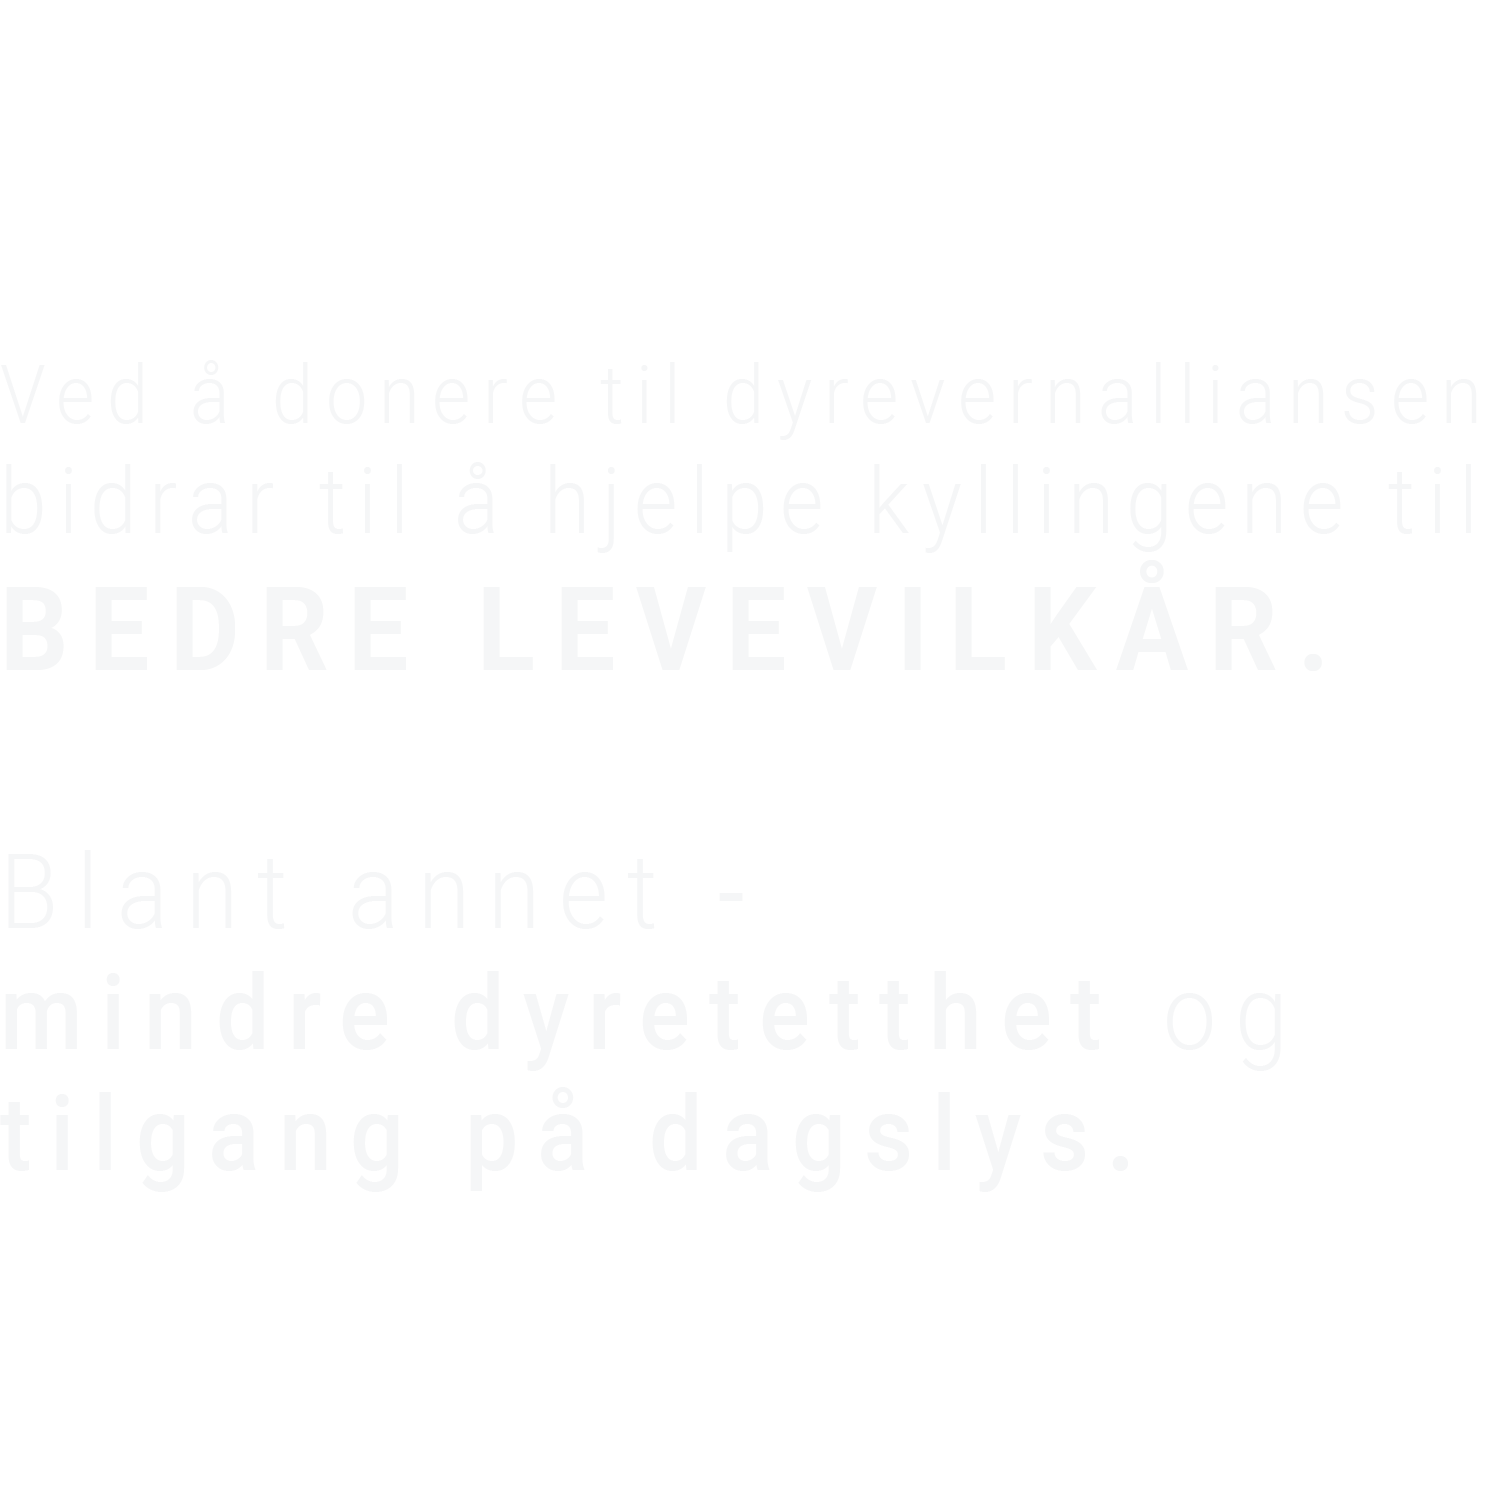 Ved å donere til dyrevernalliansen
bidrar til å hjelpe kyllingene til
BEDRE LEVEVILKÅR.
Blant annet -
mindre dyretetthet og
tilgang på dagslys.